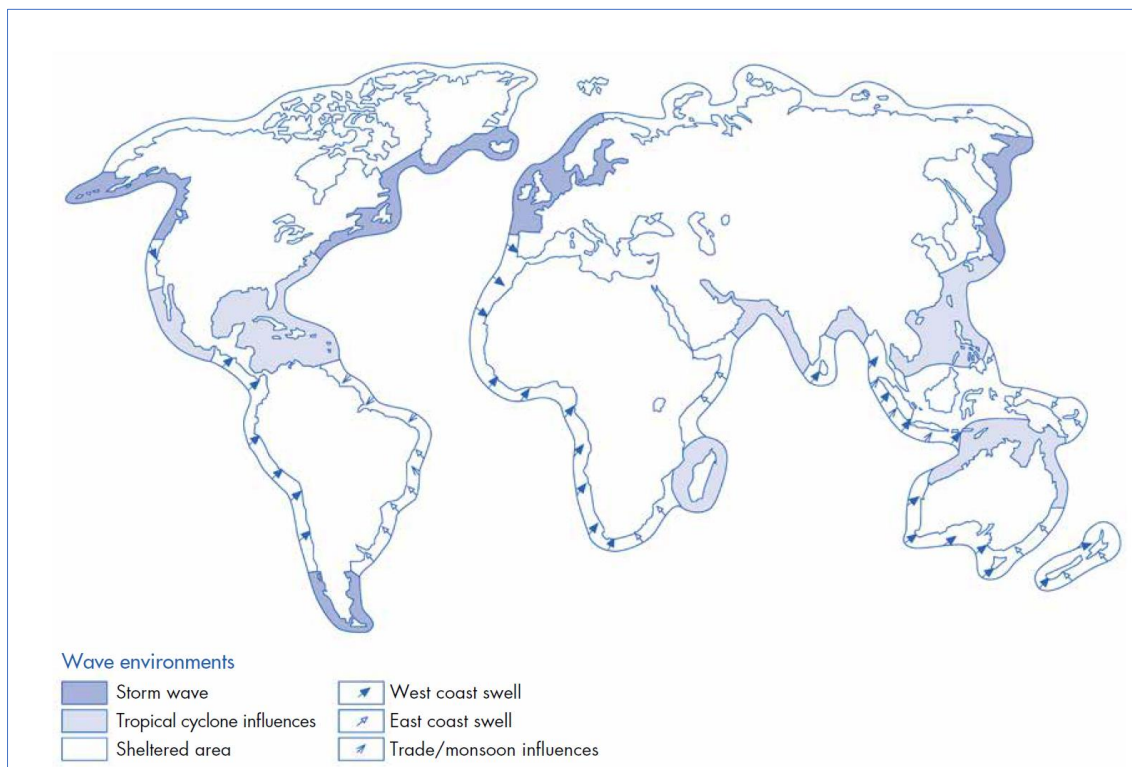 Wave environments
Storm wave
West coast swell
Tropical cyclone influences
East coast swell
Sheltered area
Trade/monsoon influences